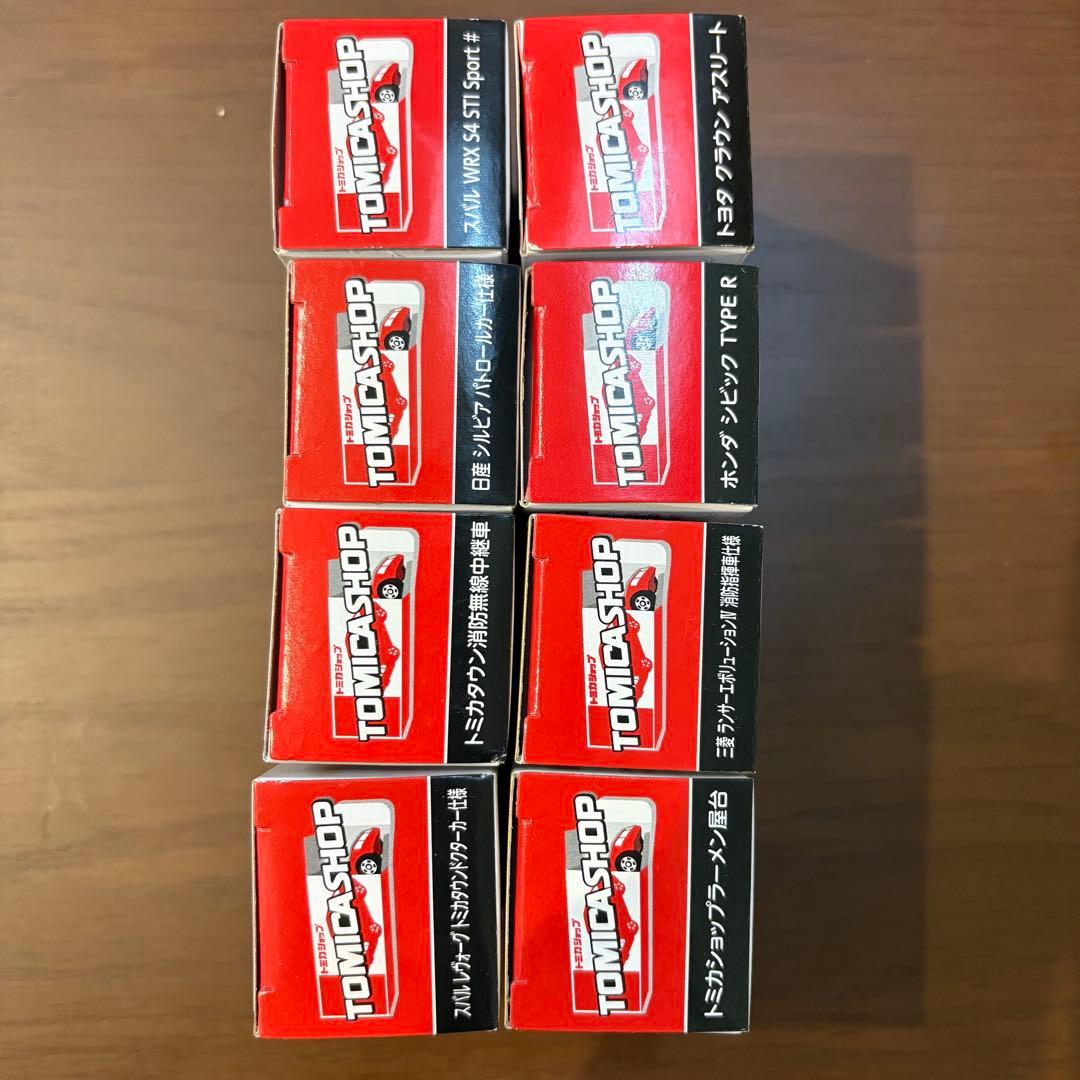 トミカショップ
TOMICA SHOP
スバル WRX S4 STI Sport #
トミカショップ
TOMICA SHOP
トヨタ クラウン アスリート
トミカショップ
TOMICA SHOP
日産 シルビア パトロールカー仕様
トミカショップ
TOMICA SHOP
ホンダ シビック TYPE R
トミカショップ
TOMICA SHOP
トミカタウン消防無線中継車
トミカショップ
TOMICA SHOP
三菱 ランサーエボリューションⅣ 消防指揮車仕様
トミカショップ
TOMICA SHOP
スバル レヴォーグ トミカタウンドクターカー仕様
トミカショップ
TOMICA SHOP
トミカショップラーメン屋台